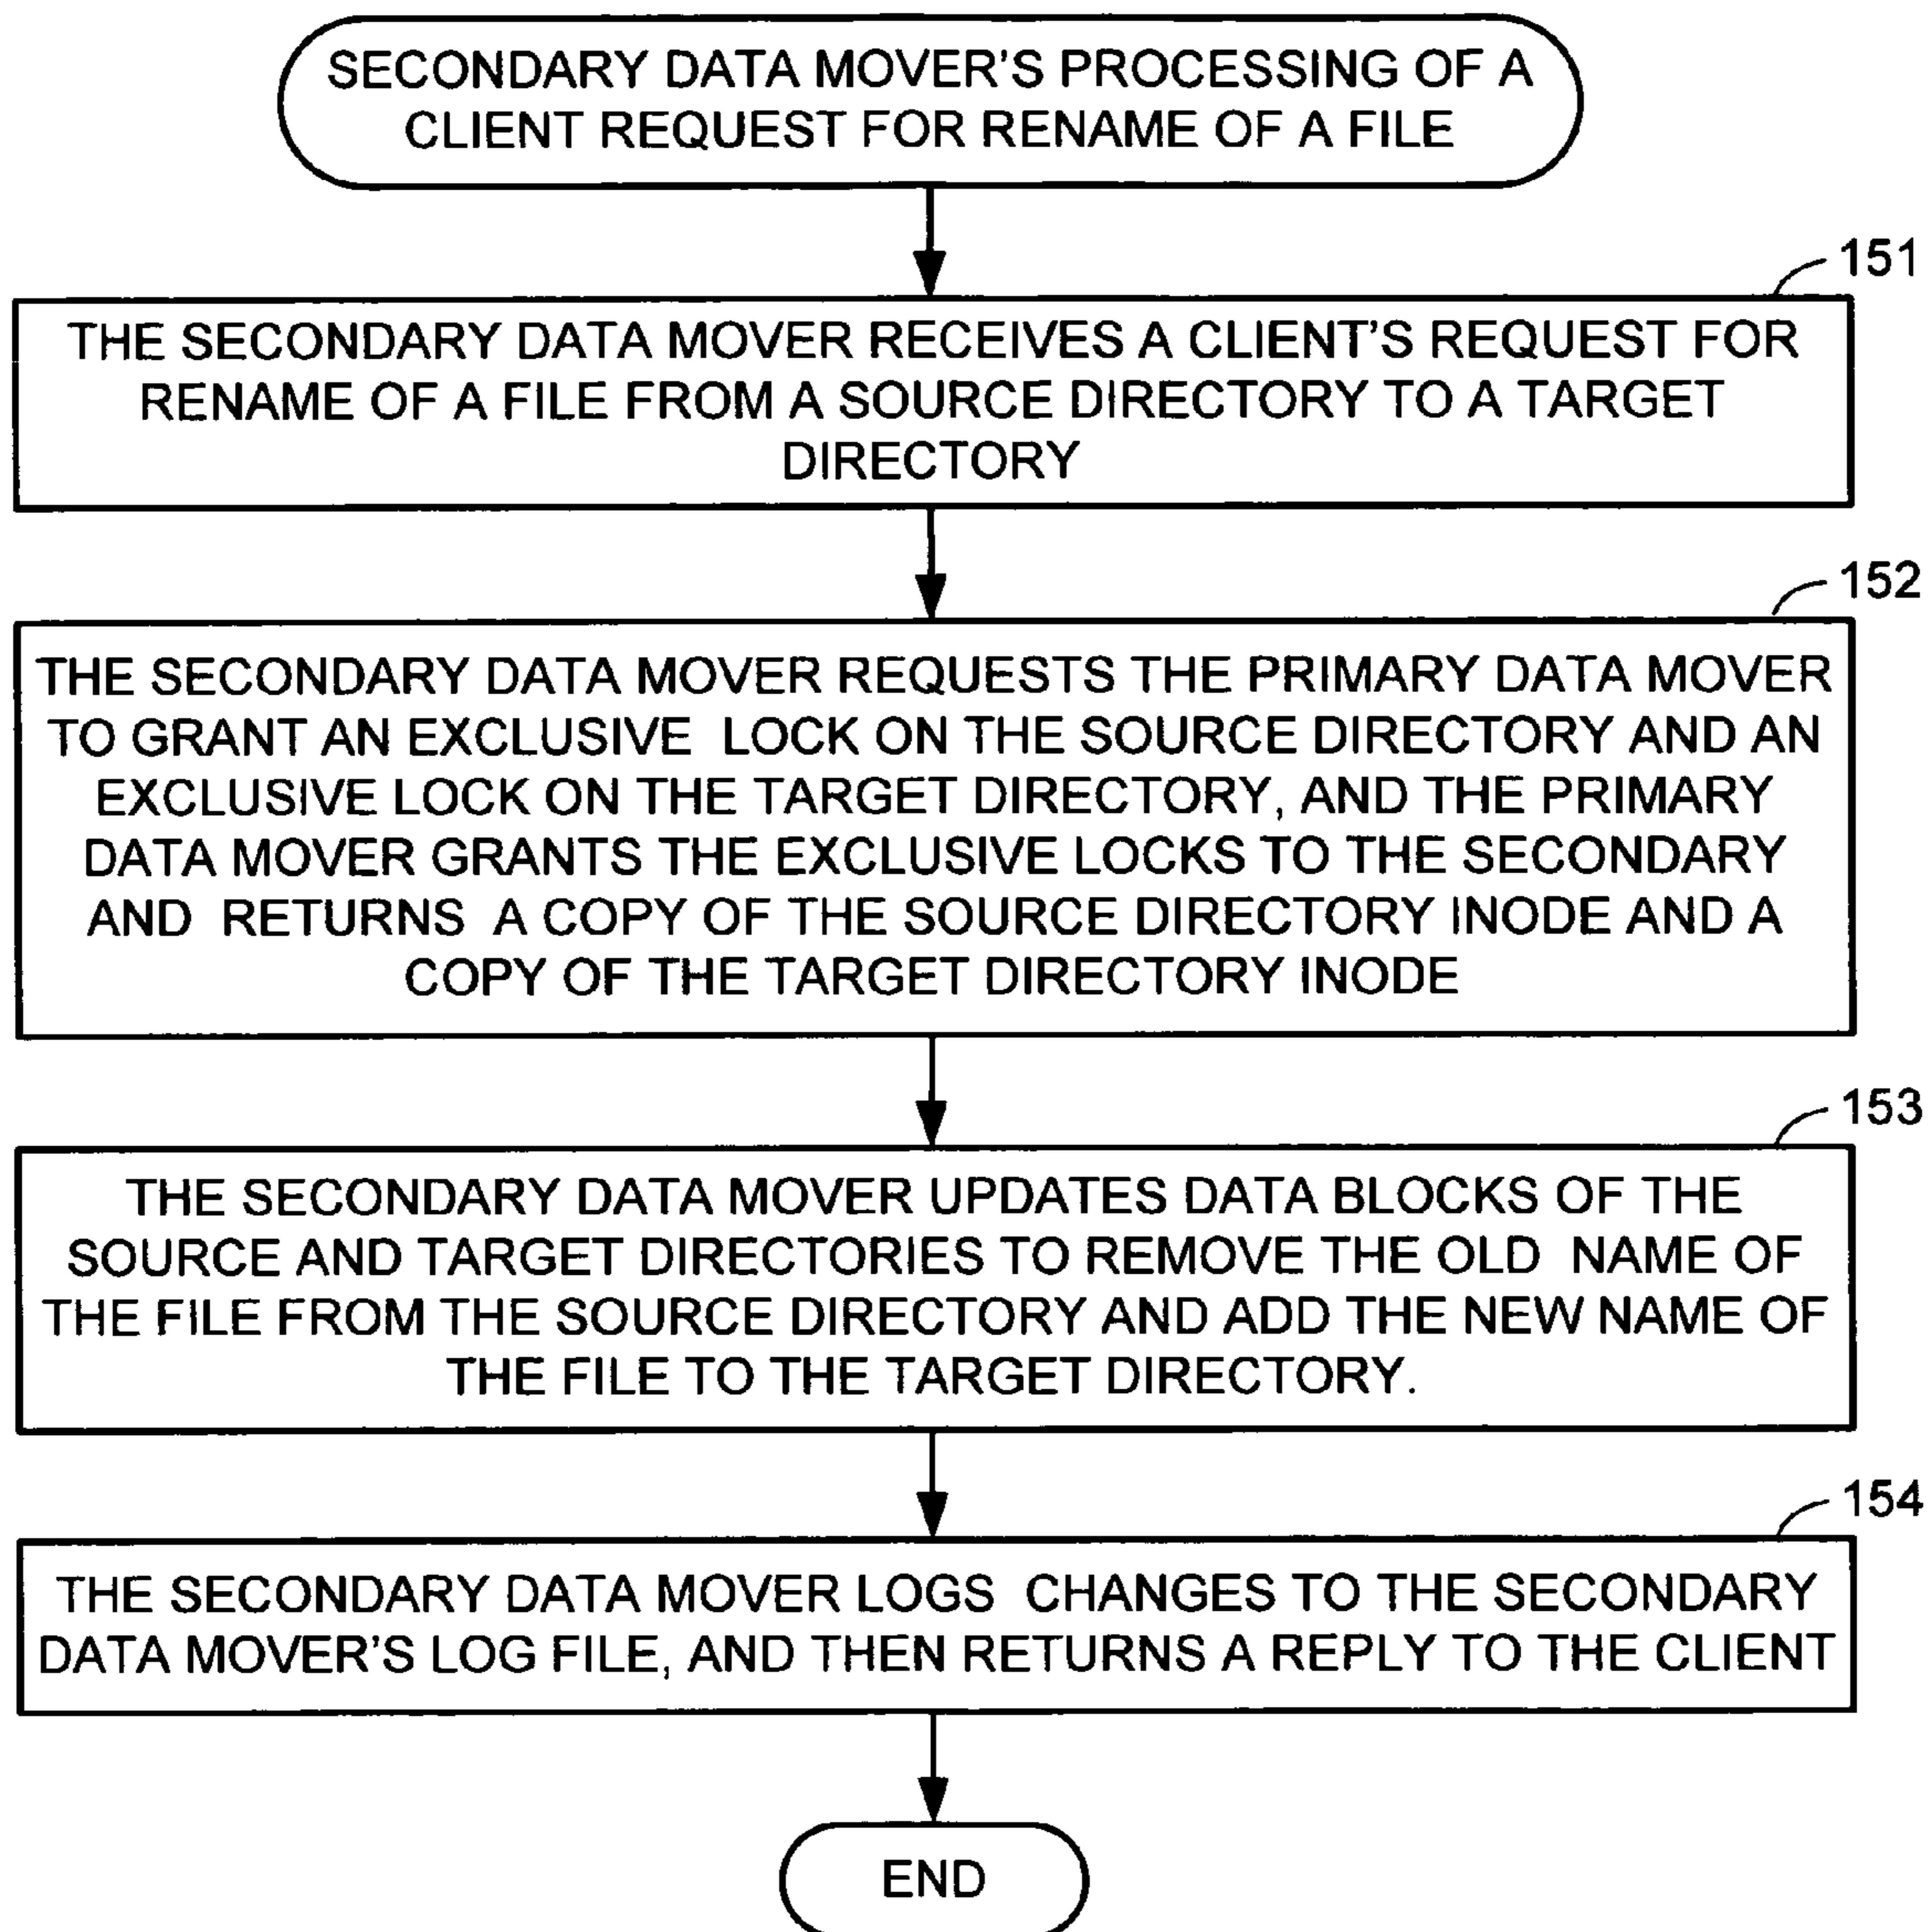 SECONDARY DATA MOVER'S PROCESSING OF A
CLIENT REQUEST FOR RENAME OF A FILE
151
THE SECONDARY DATA MOVER RECEIVES A CLIENT'S REQUEST FOR
RENAME OF A FILE FROM A SOURCE DIRECTORY TO A TARGET
DIRECTORY
152
THE SECONDARY DATA MOVER REQUESTS THE PRIMARY DATA MOVER
TO GRANT AN EXCLUSIVE LOCK ON THE SOURCE DIRECTORY AND AN
EXCLUSIVE LOCK ON THE TARGET DIRECTORY, AND THE PRIMARY
DATA MOVER GRANTS THE EXCLUSIVE LOCKS TO THE SECONDARY
AND RETURNS A COPY OF THE SOURCE DIRECTORY INODE AND A
COPY OF THE TARGET DIRECTORY INODE
153
THE SECONDARY DATA MOVER UPDATES DATA BLOCKS OF THE
SOURCE AND TARGET DIRECTORIES TO REMOVE THE OLD NAME OF
THE FILE FROM THE SOURCE DIRECTORY AND ADD THE NEW NAME OF
THE FILE TO THE TARGET DIRECTORY.
154
THE SECONDARY DATA MOVER LOGS CHANGES TO THE SECONDARY
DATA MOVER'S LOG FILE, AND THEN RETURNS A REPLY TO THE CLIENT
END